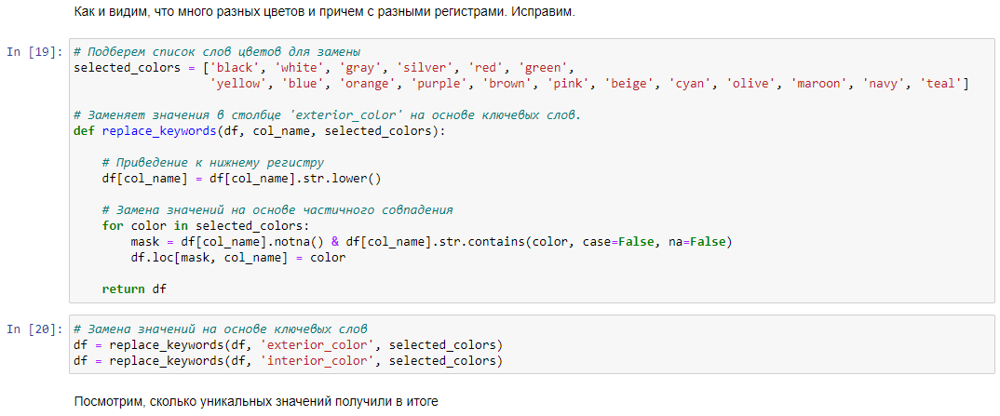 Как и видим, что много разных цветов и причем с разными регистрами. Исправим.
In [19]: # Подберем список слов цветов для замены
selected_colors = ['black', 'white', 'gray', 'silver', 'red', 'green',
'yellow', 'blue', 'orange', 'purple', 'brown', 'pink', 'beige', 'cyan', 'olive', 'maroon', 'navy', 'teal']
# Заменяет значения в столбце 'exterior_color' на основе ключевых слов.
def replace_keywords(df, col_name, selected_colors):
# Приведение к нижнему регистру
df[col_name] = df[col_name].str.lower()
# Замена значений на основе частичного совпадения
for color in selected_colors:
mask = df[col_name].notna() & df[col_name].str.contains(color, case=False, na=False)
df.loc[mask, col_name] = color
return df
In [20]: # Замена значений на основе ключевых слов
df = replace_keywords(df, 'exterior_color', selected_colors)
df = replace_keywords(df, 'interior_color', selected_colors)
Посмотрим, сколько уникальных значений получили в итоге